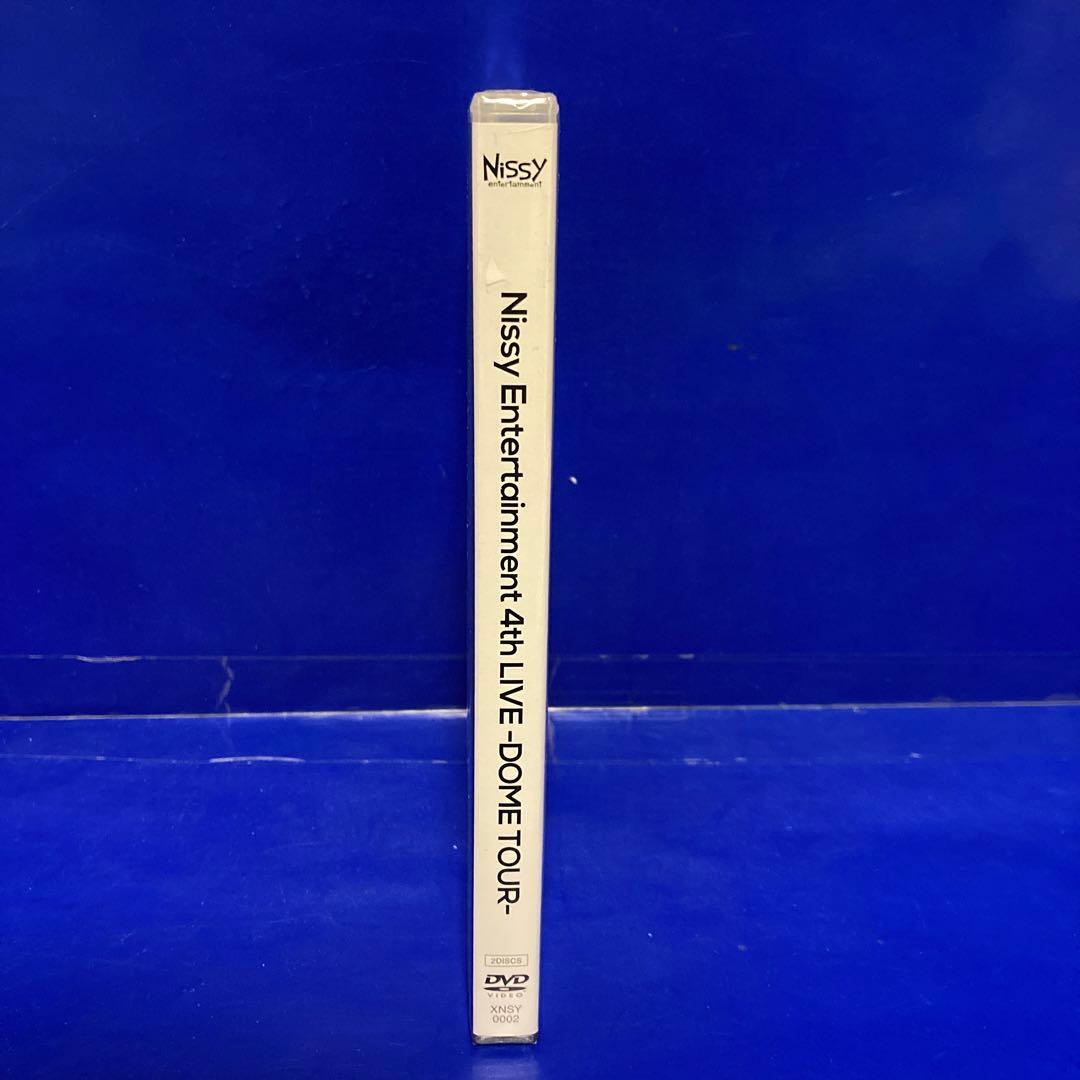 Nissy
entertainment
Nissy Entertainment 4th LIVE -DOME TOUR-
2DISCS
DVD
VIDEO
XNSY
0002